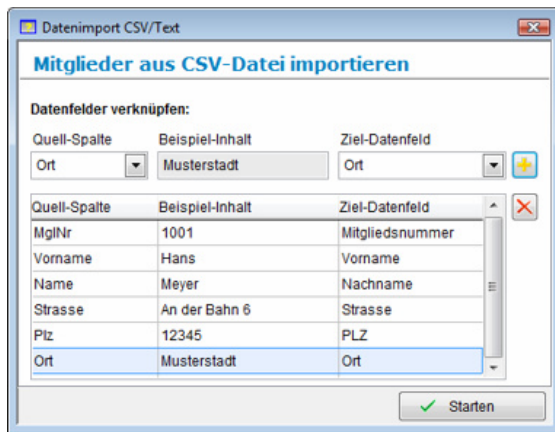 Datenimport CSV/Text
Mitglieder aus CSV-Datei importieren
Datenfelder verknüpfen:
Quell-Spalte Beispiel-Inhalt Ziel-Datenfeld
Ort Musterstadt Ort
Quell-Spalte Beispiel-Inhalt Ziel-Datenfeld
MglNr 1001 Mitgliedsnummer
Vorname Hans Vorname
Name Meyer Nachname
Strasse An der Bahn 6 Strasse
Plz 12345 PLZ
Ort Musterstadt Ort
Starten